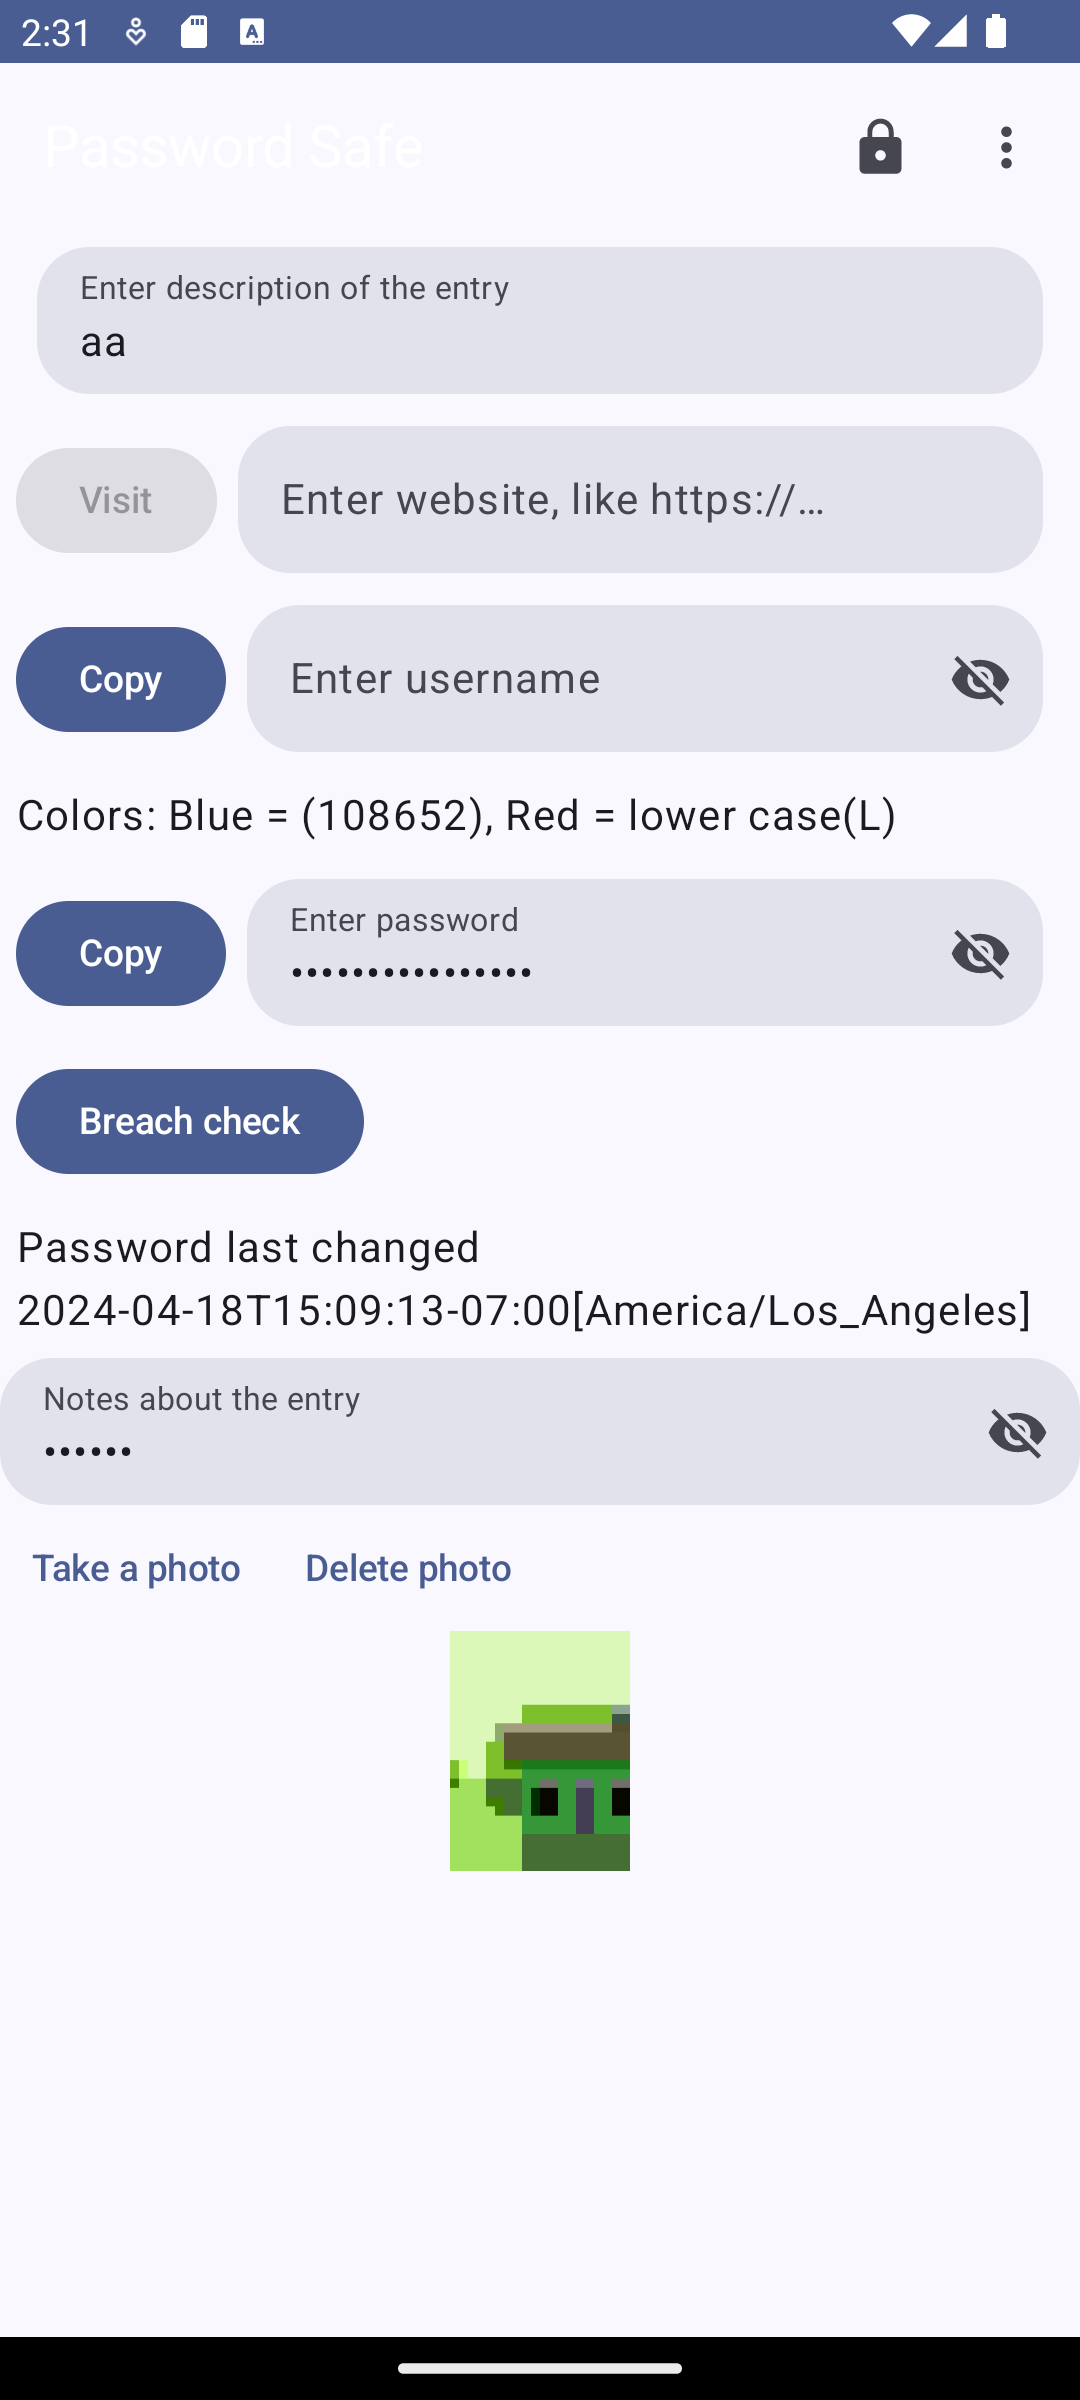 2:31
Password Safe
Enter description of the entry
aa
Visit
Enter website, like https://…
Copy
Enter username
Colors: Blue = (108652), Red = lower case(L)
Copy
Enter password
••••••••••••••••
Breach check
Password last changed
2024-04-18T15:09:13-07:00[America/Los_Angeles]
Notes about the entry
••••••
Take a photo
Delete photo